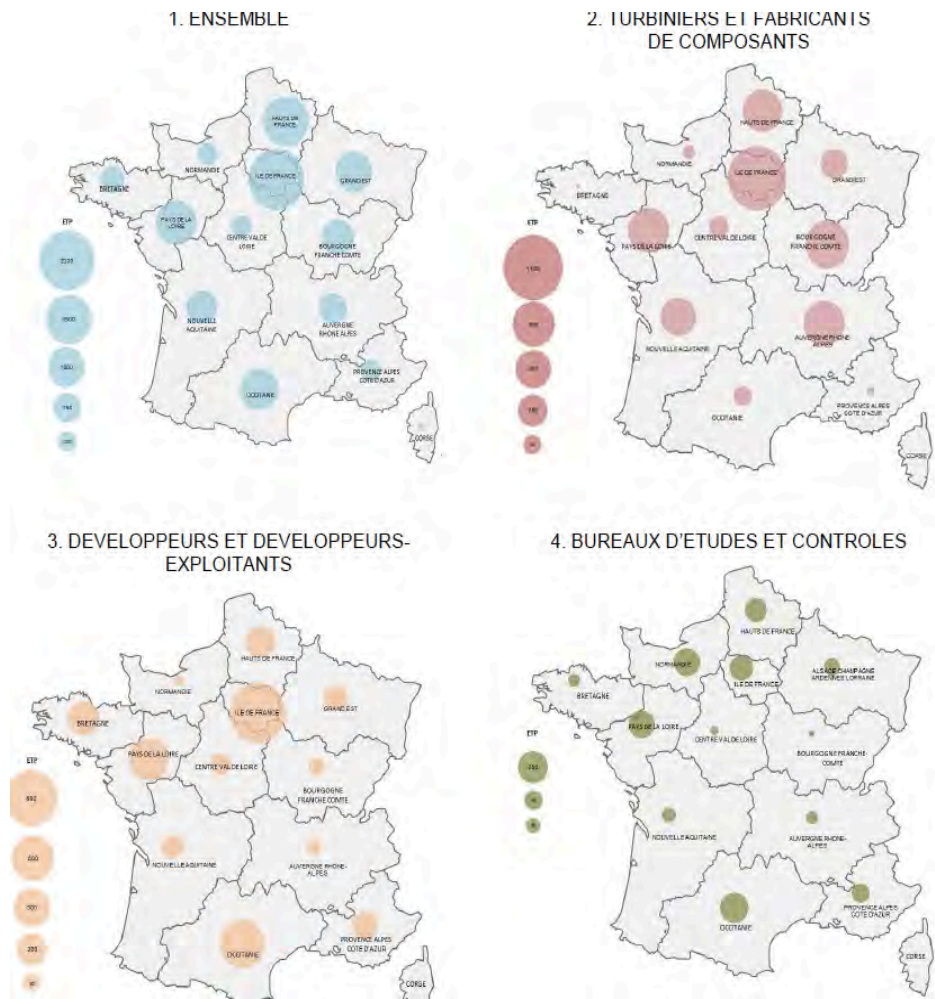 1. ENSEMBLE
HAUTS DE
FRANCE
NORMANDIE
ILE DE FRANCE
GRAND EST
BRETAGNE
PAYS DE LA
LOIRE
CENTRE VAL DE
LOIRE
BOURGOGNE
FRANCHE COMTE
NOUVELLE
AQUITAINE
AUVERGNE
RHONE ALPES
OCCITANIE
PROVENCE ALPES
COTE D'AZUR
CORSE
ETP
2. TURBINIERS ET FABRICANTS
DE COMPOSANTS
HAUTS DE FRANCE
NORMANDIE
ILE DE FRANCE
GRAND EST
BRETAGNE
PAYS DE LA LOIRE
CENTRE VAL DE LOIRE
BOURGOGNE
FRANCHE COMTE
NOUVELLE AQUITAINE
AUVERGNE RHONE-
ALPES
OCCITANIE
PROVENCE ALPES
COTE D'AZUR
CORSE
ETP
3. DEVELOPPEURS ET DEVELOPPEURS-
EXPLOITANTS
HAUTS DE FRANCE
NORMANDIE
ILE DE FRANCE
GRAND EST
BRETAGNE
PAYS DE LA LOIRE
CENTRE VAL DE LOIRE
BOURGOGNE
FRANCHE COMTE
NOUVELLE AQUITAINE
AUVERGNE RHONE-
ALPES
OCCITANIE
PROVENCE ALPES
COTE D'AZUR
CORSE
ETP
4. BUREAUX D'ETUDES ET CONTROLES
HAUTS DE FRANCE
NORMANDIE
ILE DE FRANCE
ALSACE CHAMPAGNE
ARDENNES LORRAINE
BRETAGNE
PAYS DE LA LOIRE
CENTRE VAL DE LOIRE
BOURGOGNE FRANCHE-
COMTE
NOUVELLE AQUITAINE
AUVERGNE RHONE-
ALPES
OCCITANIE
PROVENCE ALPES
COTE D'AZUR
CORSE
ETP